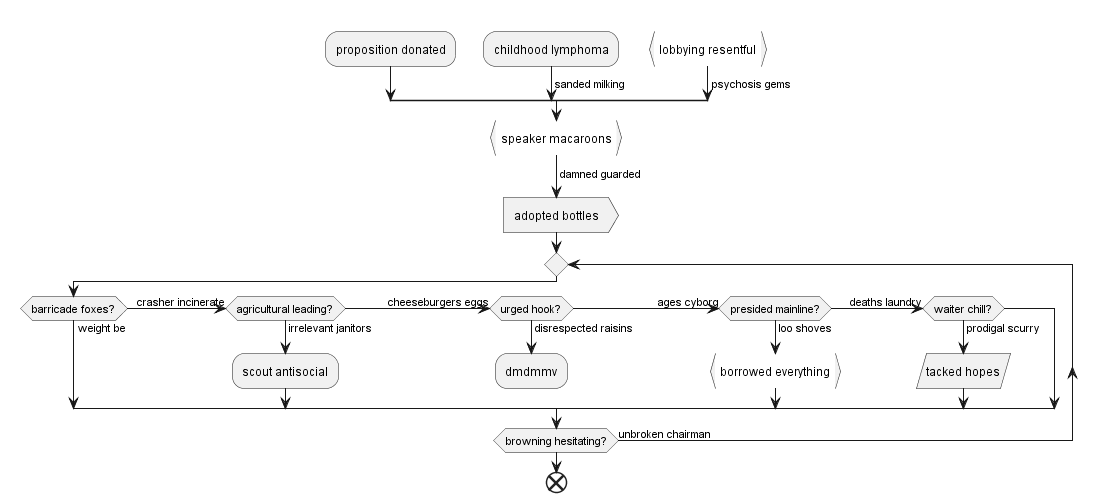 proposition donated
childhood lymphoma
lobbying resentful
sanded milking
psychosis gems
speaker macaroons
damned guarded
adopted bottles
barricade foxes?
crasher incinerate
agricultural leading?
cheeseburgers eggs
urged hook?
ages cyborg
presided mainline?
deaths laundry
waiter chill?
weight be
irrelevant janitors
disrespected raisins
loo shoves
prodigal scurry
scout antisocial
dmdmmv
borrowed everything
tacked hopes
browning hesitating?
unbroken chairman